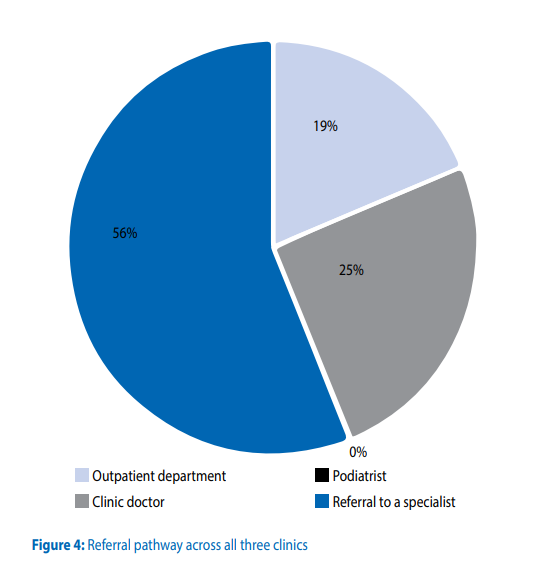 19%
56%
25%
0%
Outpatient department
Podiatrist
Clinic doctor
Referral to a specialist
Figure 4: Referral pathway across all three clinics